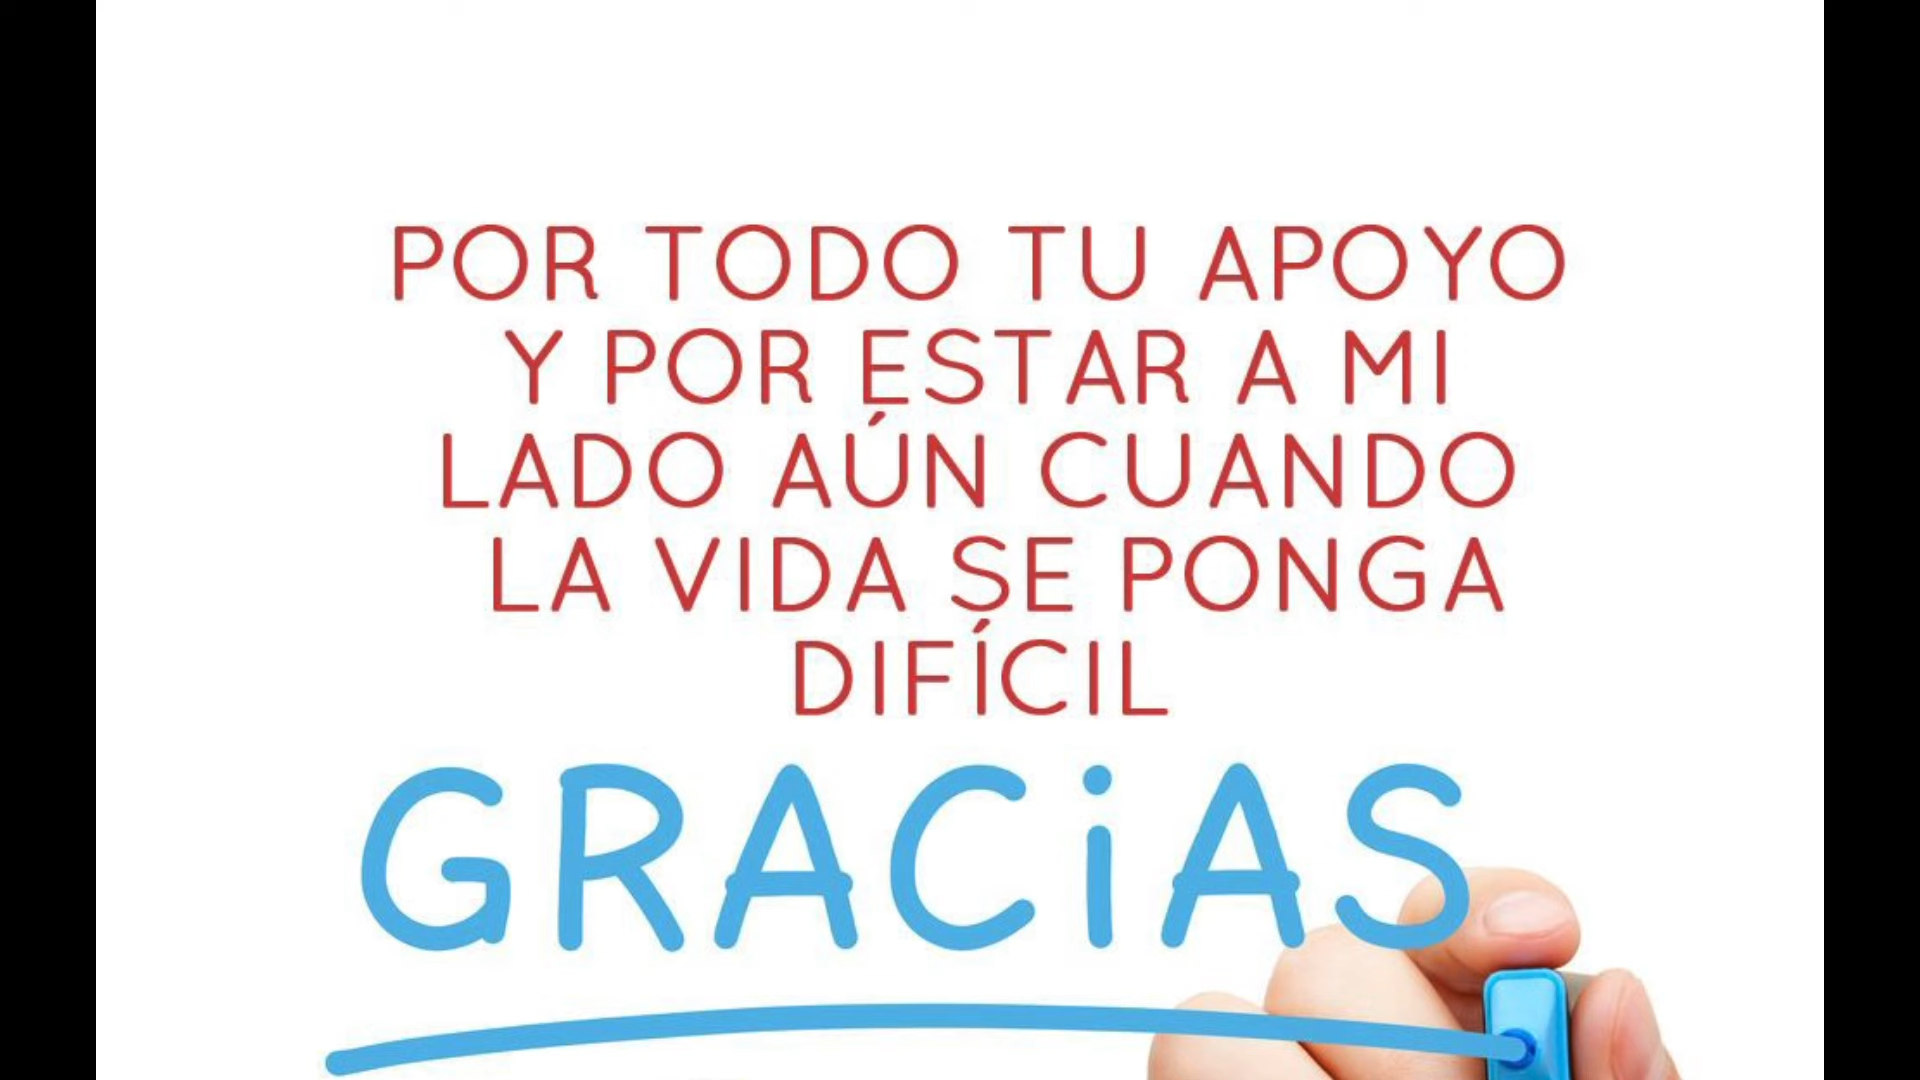 POR TODO TU APOYO
Y POR ESTAR A MI
LADO AÚN CUANDO
LA VIDA SE PONGA
DIFÍCIL
GRACiAS